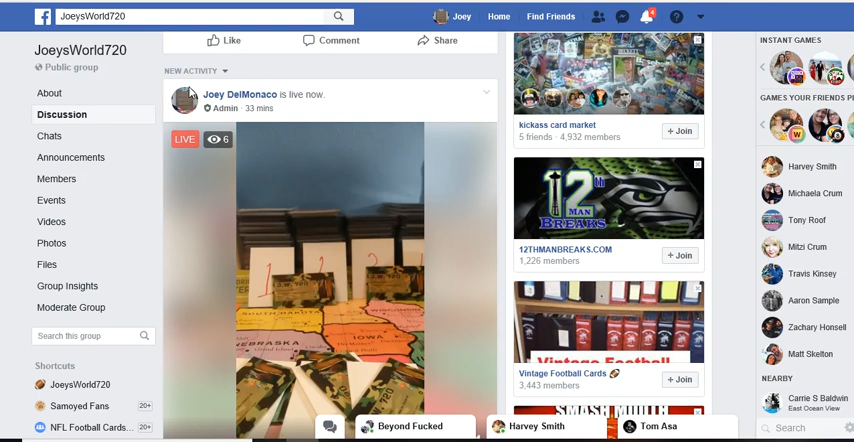 JoeysWorld720
Joey
Home
Find Friends
4
JoeysWorld720
Public group
About
Discussion
Chats
Announcements
Members
Events
Videos
Photos
Files
Group Insights
Moderate Group
Search this group
Shortcuts
JoeysWorld720
Samoyed Fans 20+
NFL Football Cards... 20+
Like Comment Share
NEW ACTIVITY
Joey DelMonaco is live now.
Admin · 33 mins
LIVE 6
1 2
SOUTH DAKOTA
NEBRASKA
IOWA
kickass card market
5 friends · 4,932 members
+ Join
12th
MAN
BREAKS
12THMANBREAKS.COM
1,226 members
+ Join
Vintage Football
Vintage Football Cards
3,443 members
+ Join
SMASH MOUTH
INSTANT GAMES
GAMES YOUR FRIENDS PL
Harvey Smith
Michaela Crum
Tony Roof
Mitzi Crum
Travis Kinsey
Aaron Sample
Zachary Honsell
Matt Skelton
NEARBY
Carrie S Baldwin
East Ocean View
Search
Beyond Fucked
Harvey Smith
Tom Asa